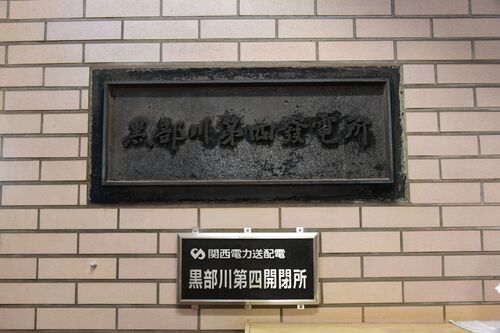 黒部川第四發電所
関西電力送配電
黒部川第四開閉所